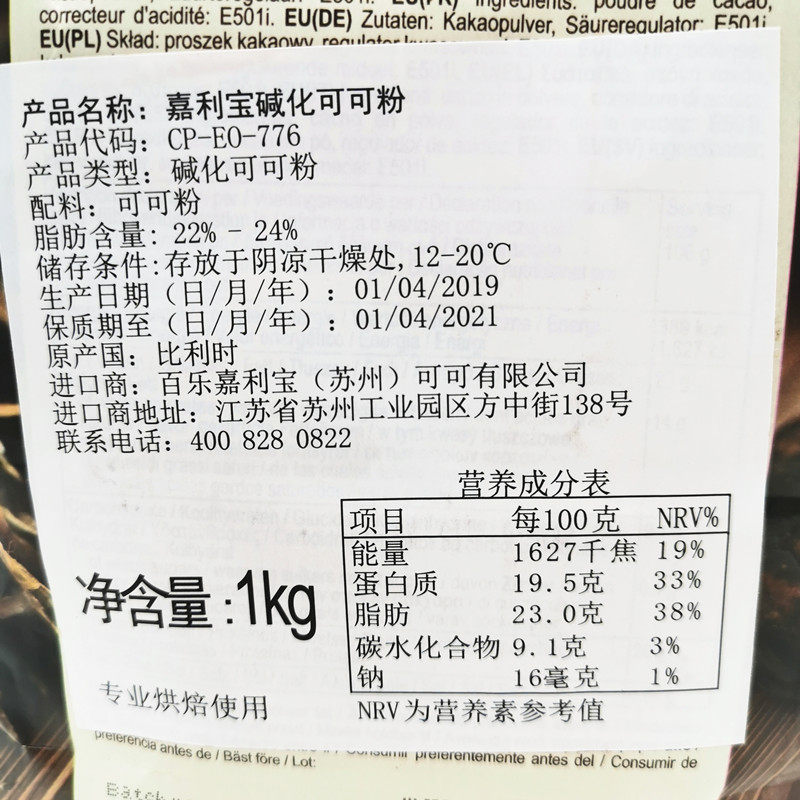 Ingredients: poudre de cacao,
correcteur d'acidité: E501i. EU(DE) Zutaten: Kakaopulver, Säureregulator: E501i
EU(PL) Skład: proszek kakaowy, regulator
产品名称：嘉利宝碱化可可粉
产品代码：CP-EO-776
产品类型：碱化可可粉
配料：可可粉
脂肪含量：22% - 24%
储存条件:存放于阴凉干燥处,12-20℃
生产日期（日/月/年）：01/04/2019
保质期至（日/月/年）：01/04/2021
原产国：比利时
进口商：百乐嘉利宝（苏州）可可有限公司
进口商地址：江苏省苏州工业园区方中街138号
联系电话：400 828 0822
营养成分表
项目 每100克 NRV%
能量 1627千焦 19%
蛋白质 19.5克 33%
脂肪 23.0克 38%
碳水化合物 9.1克 3%
钠 16毫克 1%
净含量:1kg
专业烘焙使用
NRV为营养素参考值
preferencia antes de / Bäst före / Lot:
Consumir preferentemente antes del / Consumir de